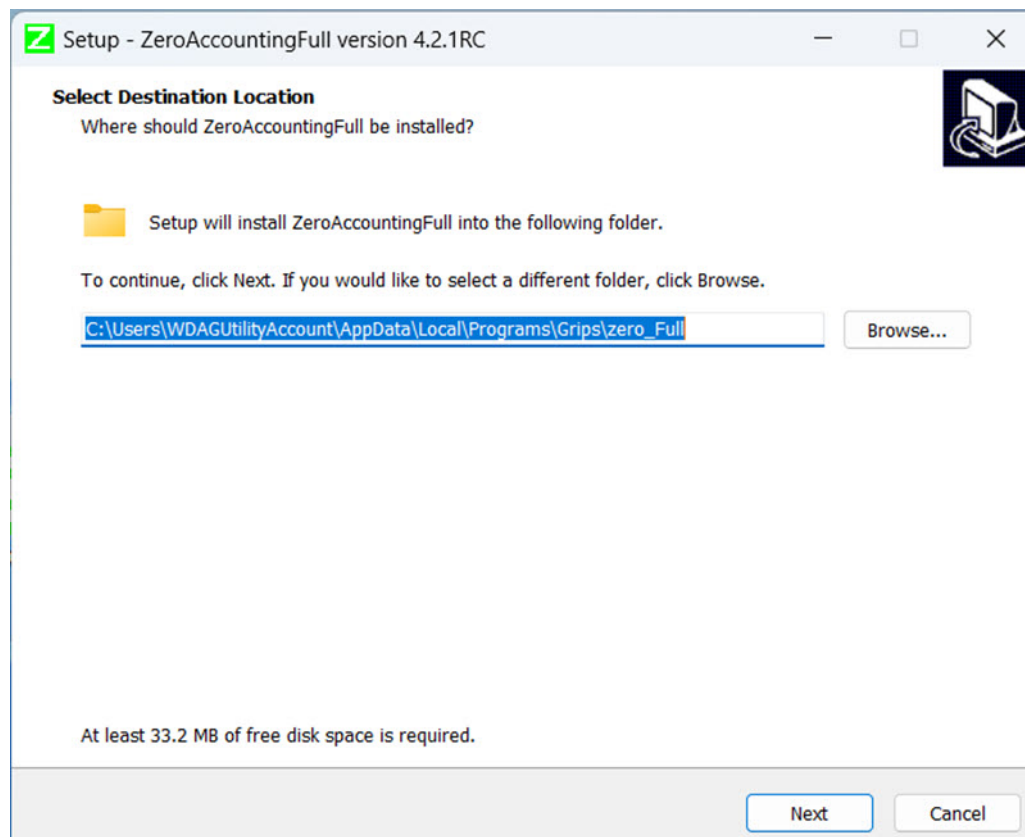 Z Setup - ZeroAccountingFull version 4.2.1RC
Select Destination Location
Where should ZeroAccountingFull be installed?
Setup will install ZeroAccountingFull into the following folder.
To continue, click Next. If you would like to select a different folder, click Browse.
C:\Users\WDAGUtilityAccount\AppData\Local\Programs\Grips\zero_Full Browse...
At least 33.2 MB of free disk space is required.
Next Cancel